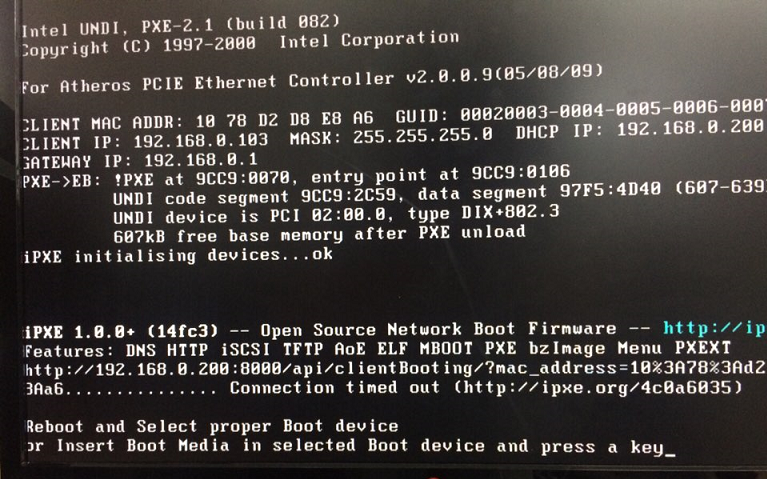 Intel UNDI, PXE-2.1 (build 082)
Copyright (C) 1997-2000  Intel Corporation
For Atheros PCIE Ethernet Controller v2.0.0.9(05/08/09)
CLIENT MAC ADDR: 10 78 D2 D8 E8 A6  GUID: 00020003-0004-0005-0006-000
CLIENT IP: 192.168.0.103  MASK: 255.255.255.0  DHCP IP: 192.168.0.200
GATEWAY IP: 192.168.0.1
PXE->EB: !PXE at 9CC9:0070, entry point at 9CC9:0106
UNDI code segment 9CC9:2C59, data segment 97F5:4D40 (607-639
UNDI device is PCI 02:00.0, type DIX+802.3
607kB free base memory after PXE unload
iPXE initialising devices...ok
iPXE 1.0.0+ (14fc3) -- Open Source Network Boot Firmware -- http://ip
Features: DNS HTTP iSCSI TFTP AoE ELF MBOOT PXE bzImage Menu PXEXT
http://192.168.0.200:8000/api/clientBooting/?mac_address=10%3A78%3Ad2
3Aa6.............. Connection timed out (http://ipxe.org/4c0a6035)
Reboot and Select proper Boot device
or Insert Boot Media in selected Boot device and press a key_